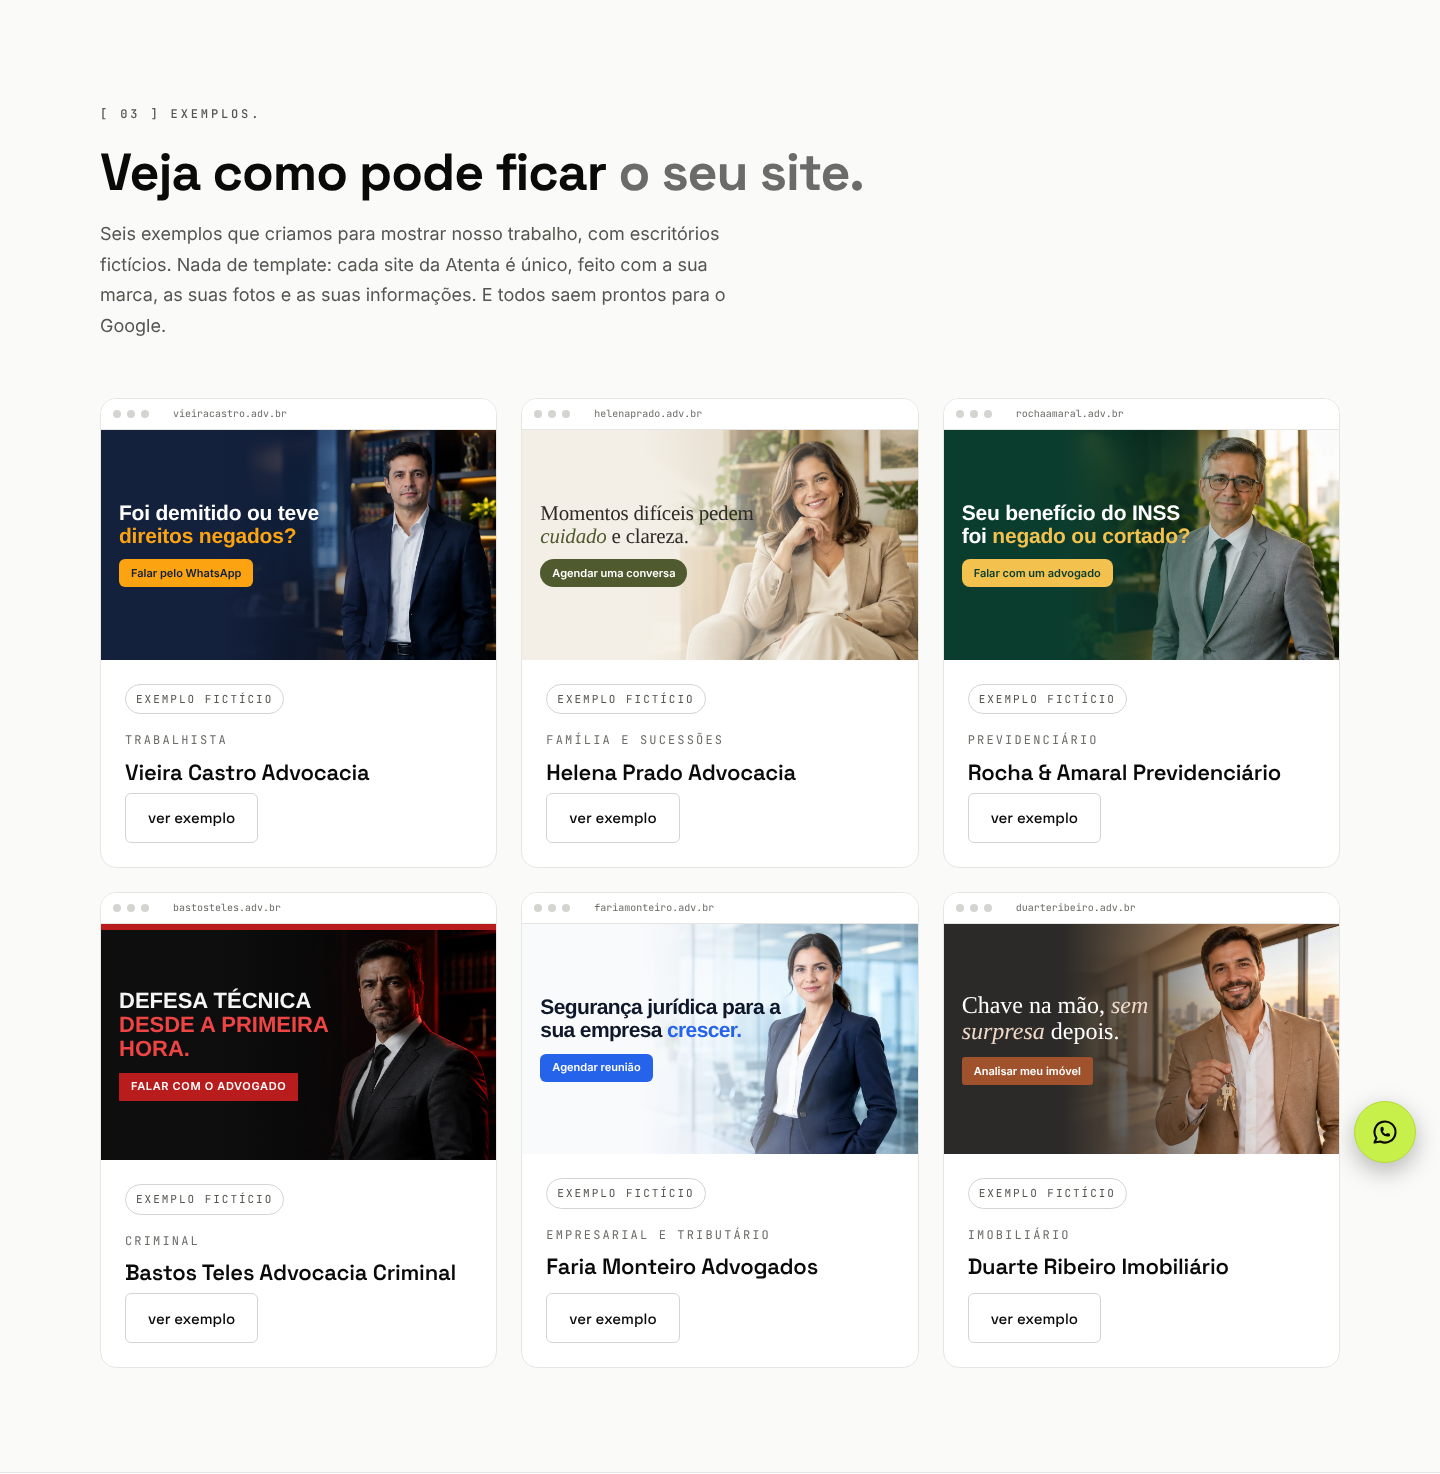 [ 03 ] EXEMPLOS.
Veja como pode ficar o seu site.
Seis exemplos que criamos para mostrar nosso trabalho, com escritórios
fictícios. Nada de template: cada site da Atenta é único, feito com a sua
marca, as suas fotos e as suas informações. E todos saem prontos para o
Google.
vieiracastro.adv.br
Foi demitido ou teve
direitos negados?
Falar pelo WhatsApp
EXEMPLO FICTÍCIO
TRABALHISTA
Vieira Castro Advocacia
ver exemplo
helenaprado.adv.br
Momentos difíceis pedem
cuidado e clareza.
Agendar uma conversa
EXEMPLO FICTÍCIO
FAMÍLIA E SUCESSÕES
Helena Prado Advocacia
ver exemplo
rochaamaral.adv.br
Seu benefício do INSS
foi negado ou cortado?
Falar com um advogado
EXEMPLO FICTÍCIO
PREVIDENCIÁRIO
Rocha & Amaral Previdenciário
ver exemplo
bastosteles.adv.br
DEFESA TÉCNICA
DESDE A PRIMEIRA
HORA.
FALAR COM O ADVOGADO
EXEMPLO FICTÍCIO
CRIMINAL
Bastos Teles Advocacia Criminal
ver exemplo
fariamonteiro.adv.br
Segurança jurídica para a
sua empresa crescer.
Agendar reunião
EXEMPLO FICTÍCIO
EMPRESARIAL E TRIBUTÁRIO
Faria Monteiro Advogados
ver exemplo
duarteribeiro.adv.br
Chave na mão, sem
surpresa depois.
Analisar meu imóvel
EXEMPLO FICTÍCIO
IMOBILIÁRIO
Duarte Ribeiro Imobiliário
ver exemplo